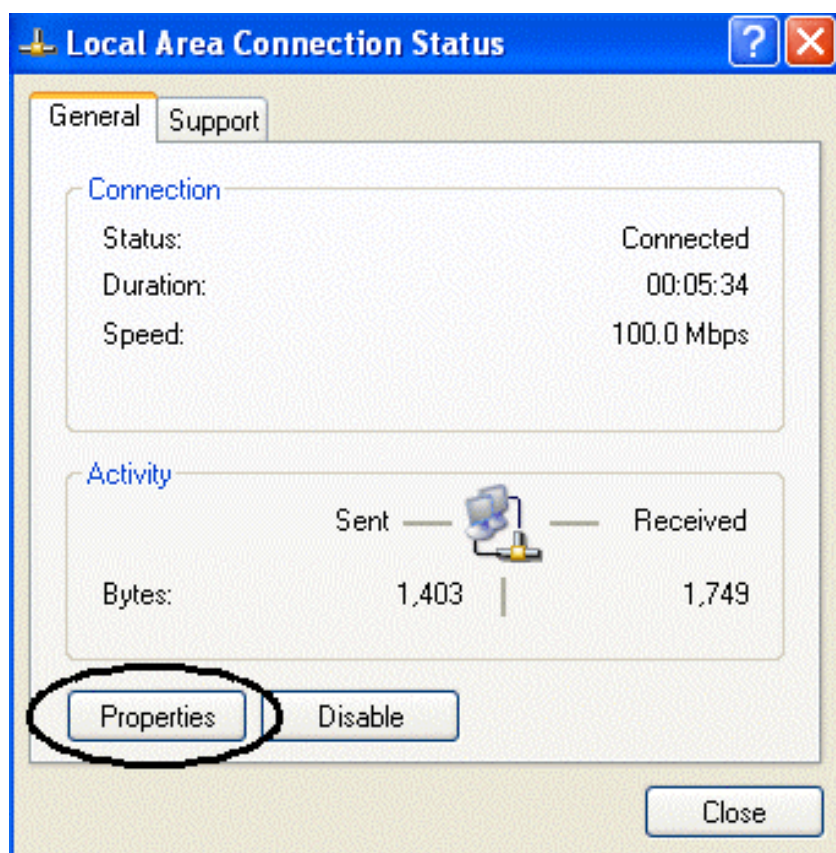 Local Area Connection Status
General Support
Connection
Status: Connected
Duration: 00:05:34
Speed: 100.0 Mbps
Activity
Sent Received
Bytes: 1,403 1,749
Properties Disable
Close